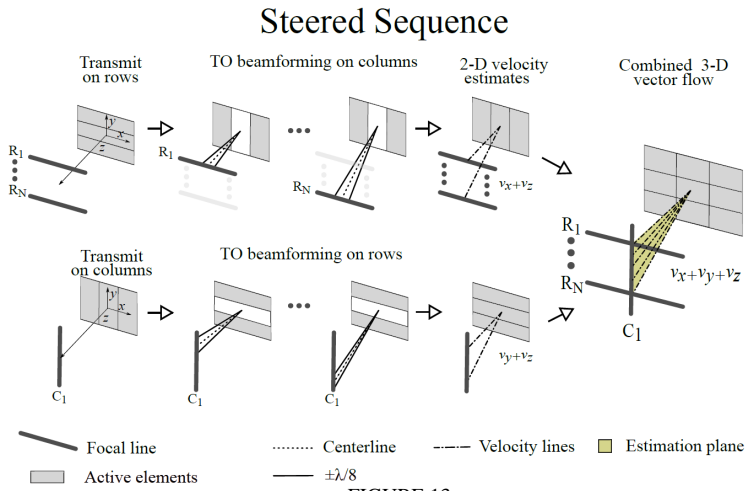 Steered Sequence
Transmit
on rows
TO beamforming on columns
2-D velocity
estimates
Combined 3-D
vector flow
y
x
z
R1
RN
R1
RN
vx+vz
R1
RN
C1
vx+vy+vz
Transmit
on columns
TO beamforming on rows
y
x
z
C1
C1
C1
vy+vz
Focal line
Centerline
Velocity lines
Estimation plane
Active elements
±λ/8